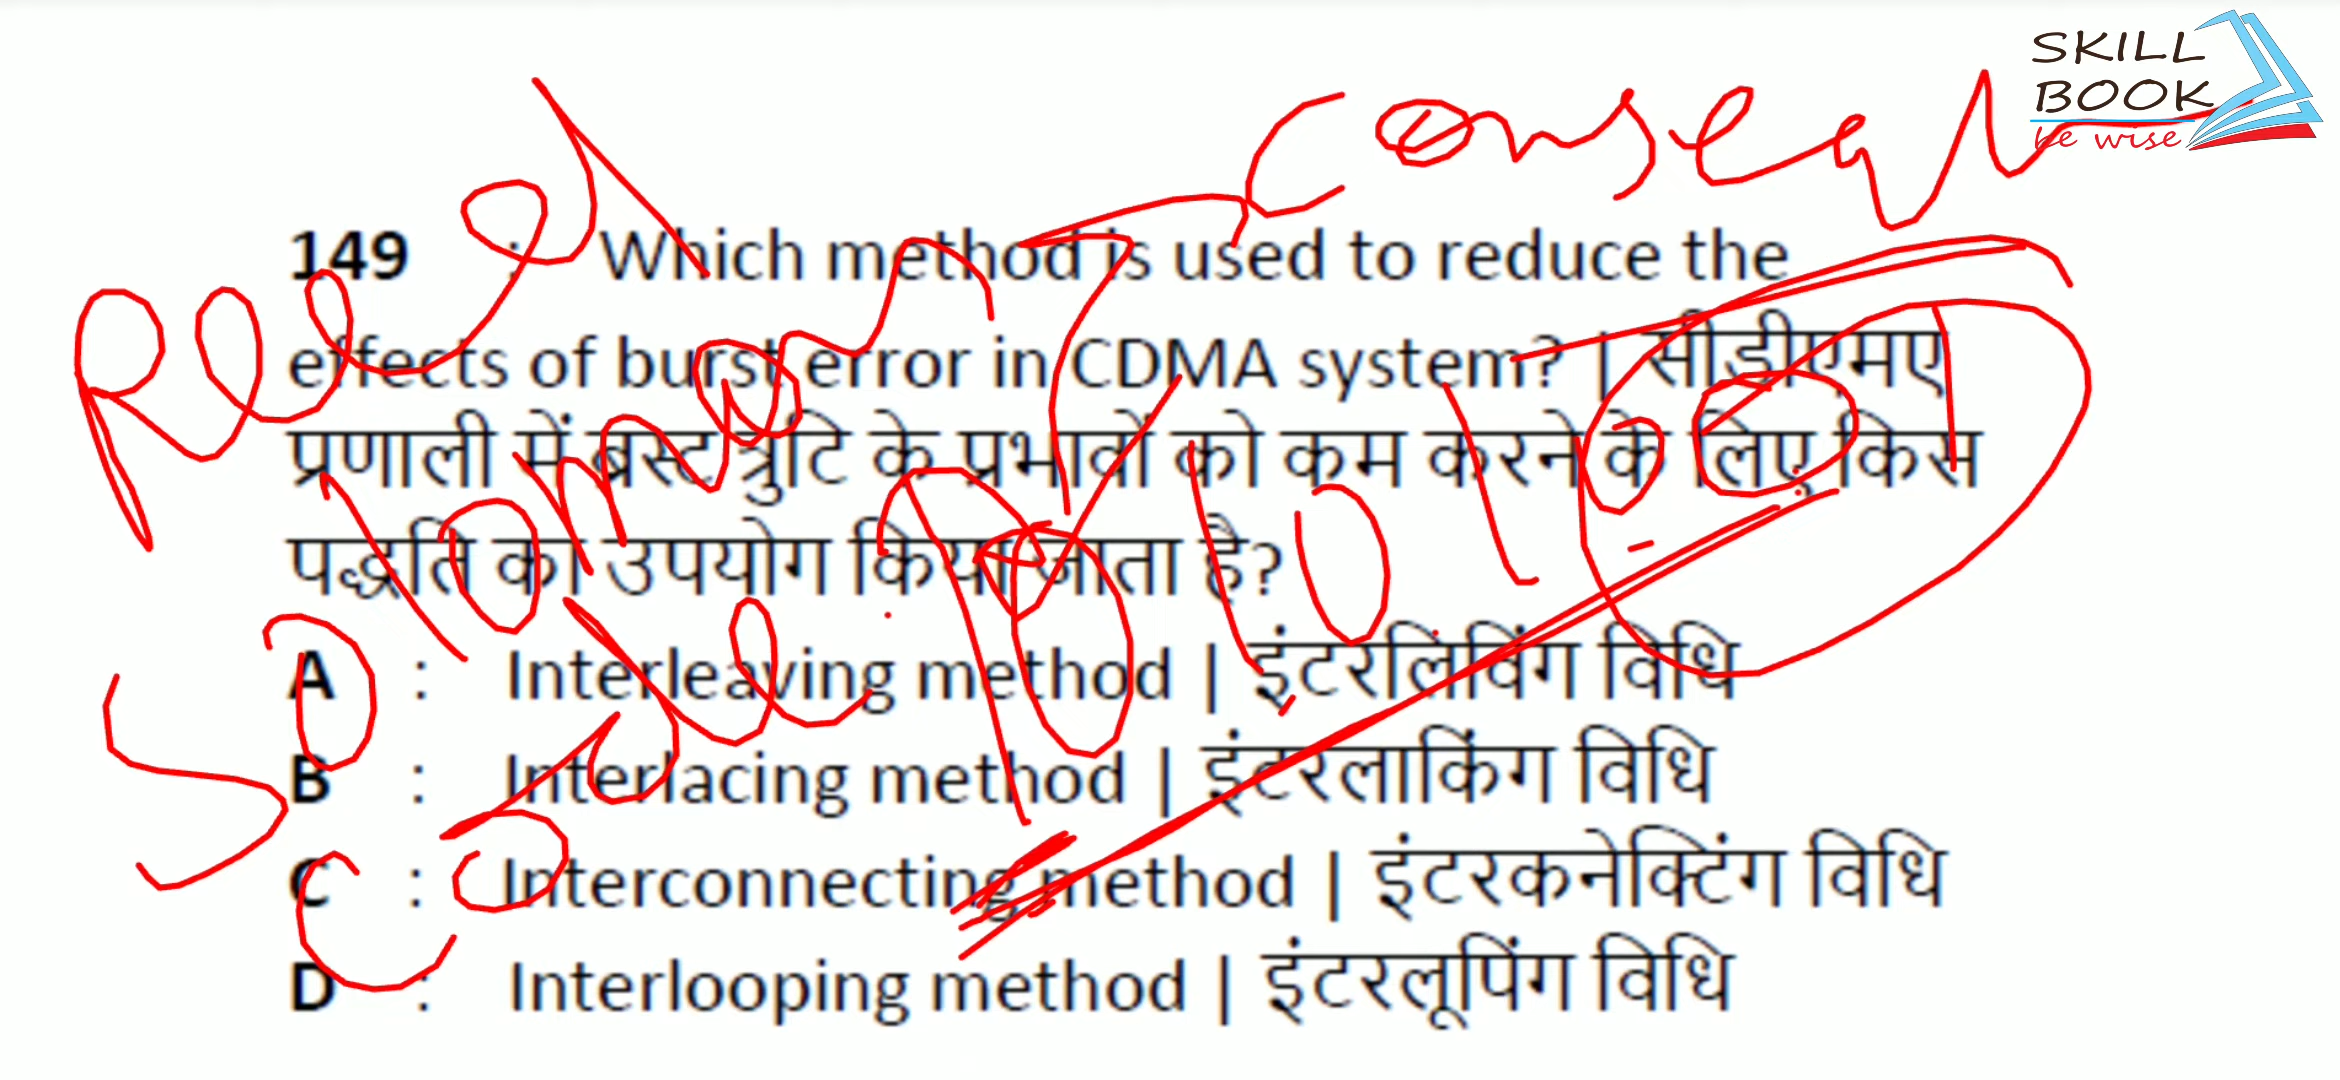 SKILL
BOOK
be wise
149 : Which method is used to reduce the
effects of burst error in CDMA system? | सीडीएमए
प्रणाली में ब्रस्ट त्रुटि के प्रभावों को कम करने के लिए किस
पद्धति का उपयोग किया जाता है?
A : Interleaving method | इंटरलिविंग विधि
B : Interlacing method | इंटरलाकिंग विधि
C : Interconnecting method | इंटरकनेक्टिंग विधि
D : Interlooping method | इंटरलूपिंग विधि